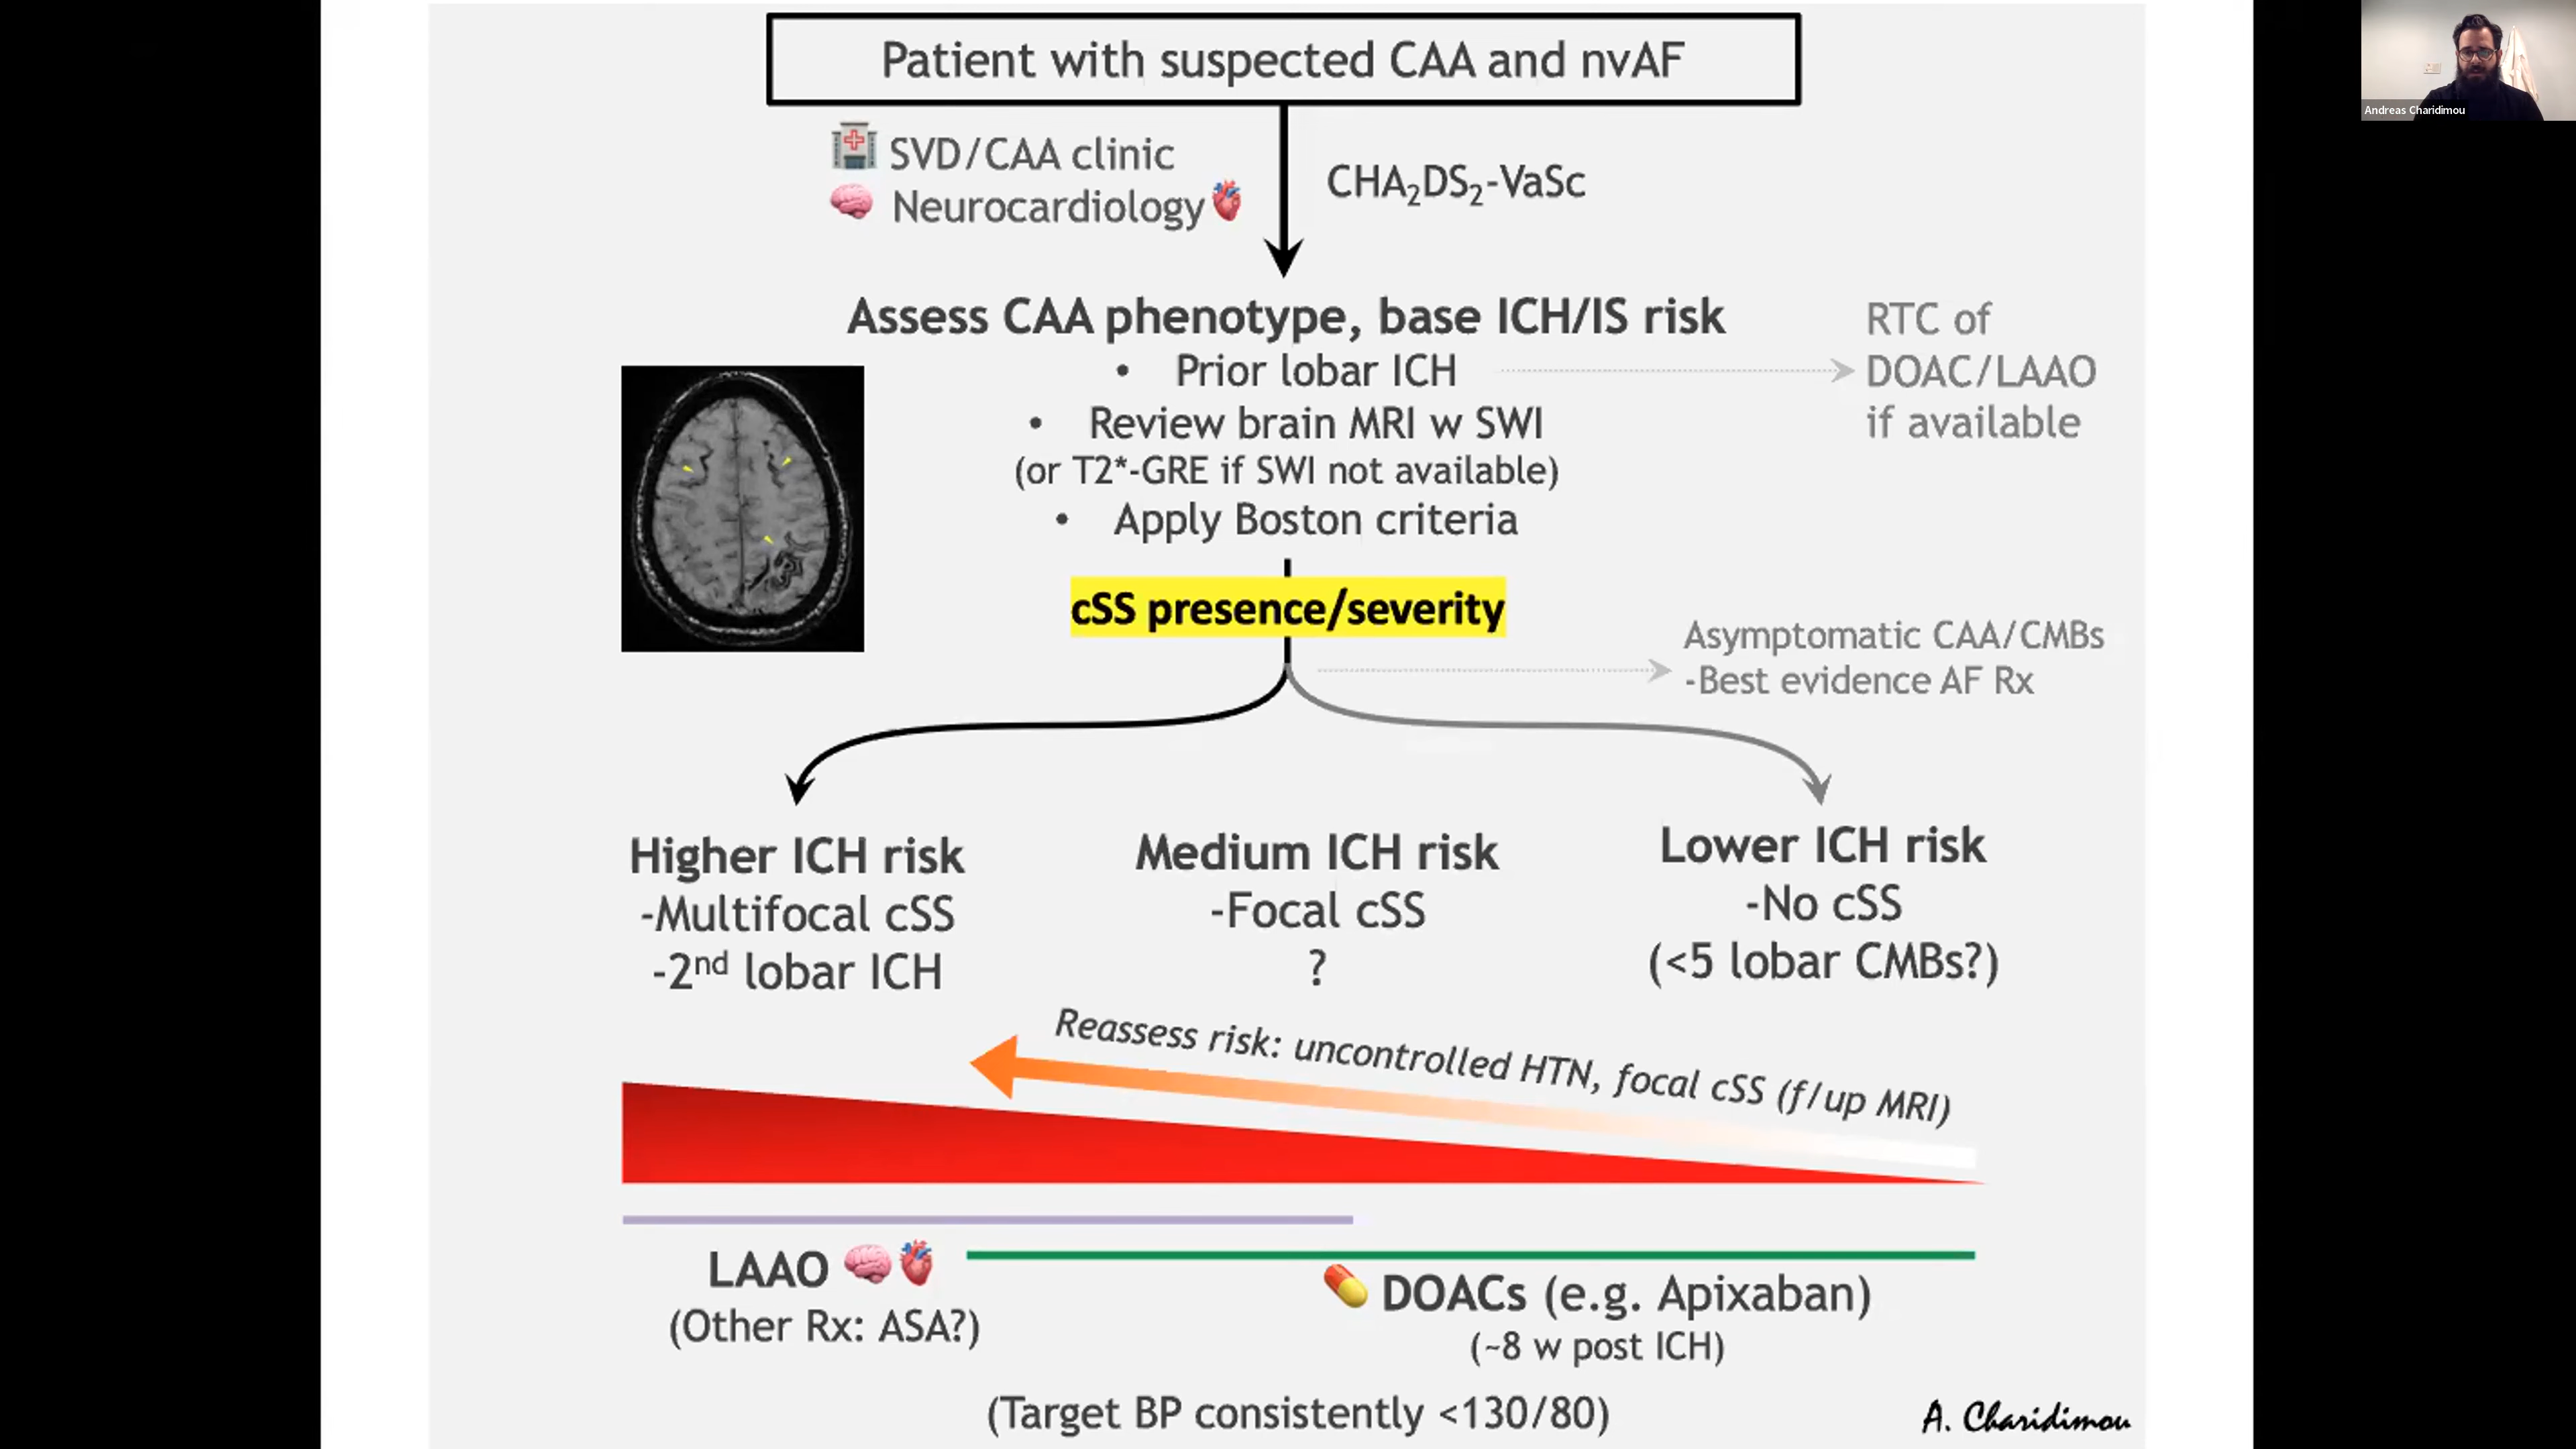 Patient with suspected CAA and nvAF
SVD/CAA clinic
Neurocardiology
CHA₂DS₂-VaSc
Assess CAA phenotype, base ICH/IS risk
• Prior lobar ICH
• Review brain MRI w SWI
(or T2*-GRE if SWI not available)
• Apply Boston criteria
RTC of
DOAC/LAAO
if available
cSS presence/severity
Asymptomatic CAA/CMBs
-Best evidence AF Rx
Higher ICH risk
-Multifocal cSS
-2nd lobar ICH
Medium ICH risk
-Focal cSS
?
Lower ICH risk
-No cSS
(<5 lobar CMBs?)
Reassess risk: uncontrolled HTN, focal cSS (f/up MRI)
LAAO
(Other Rx: ASA?)
DOACs (e.g. Apixaban)
(~8 w post ICH)
(Target BP consistently <130/80)
A. Charidimou
Andreas Charidimou